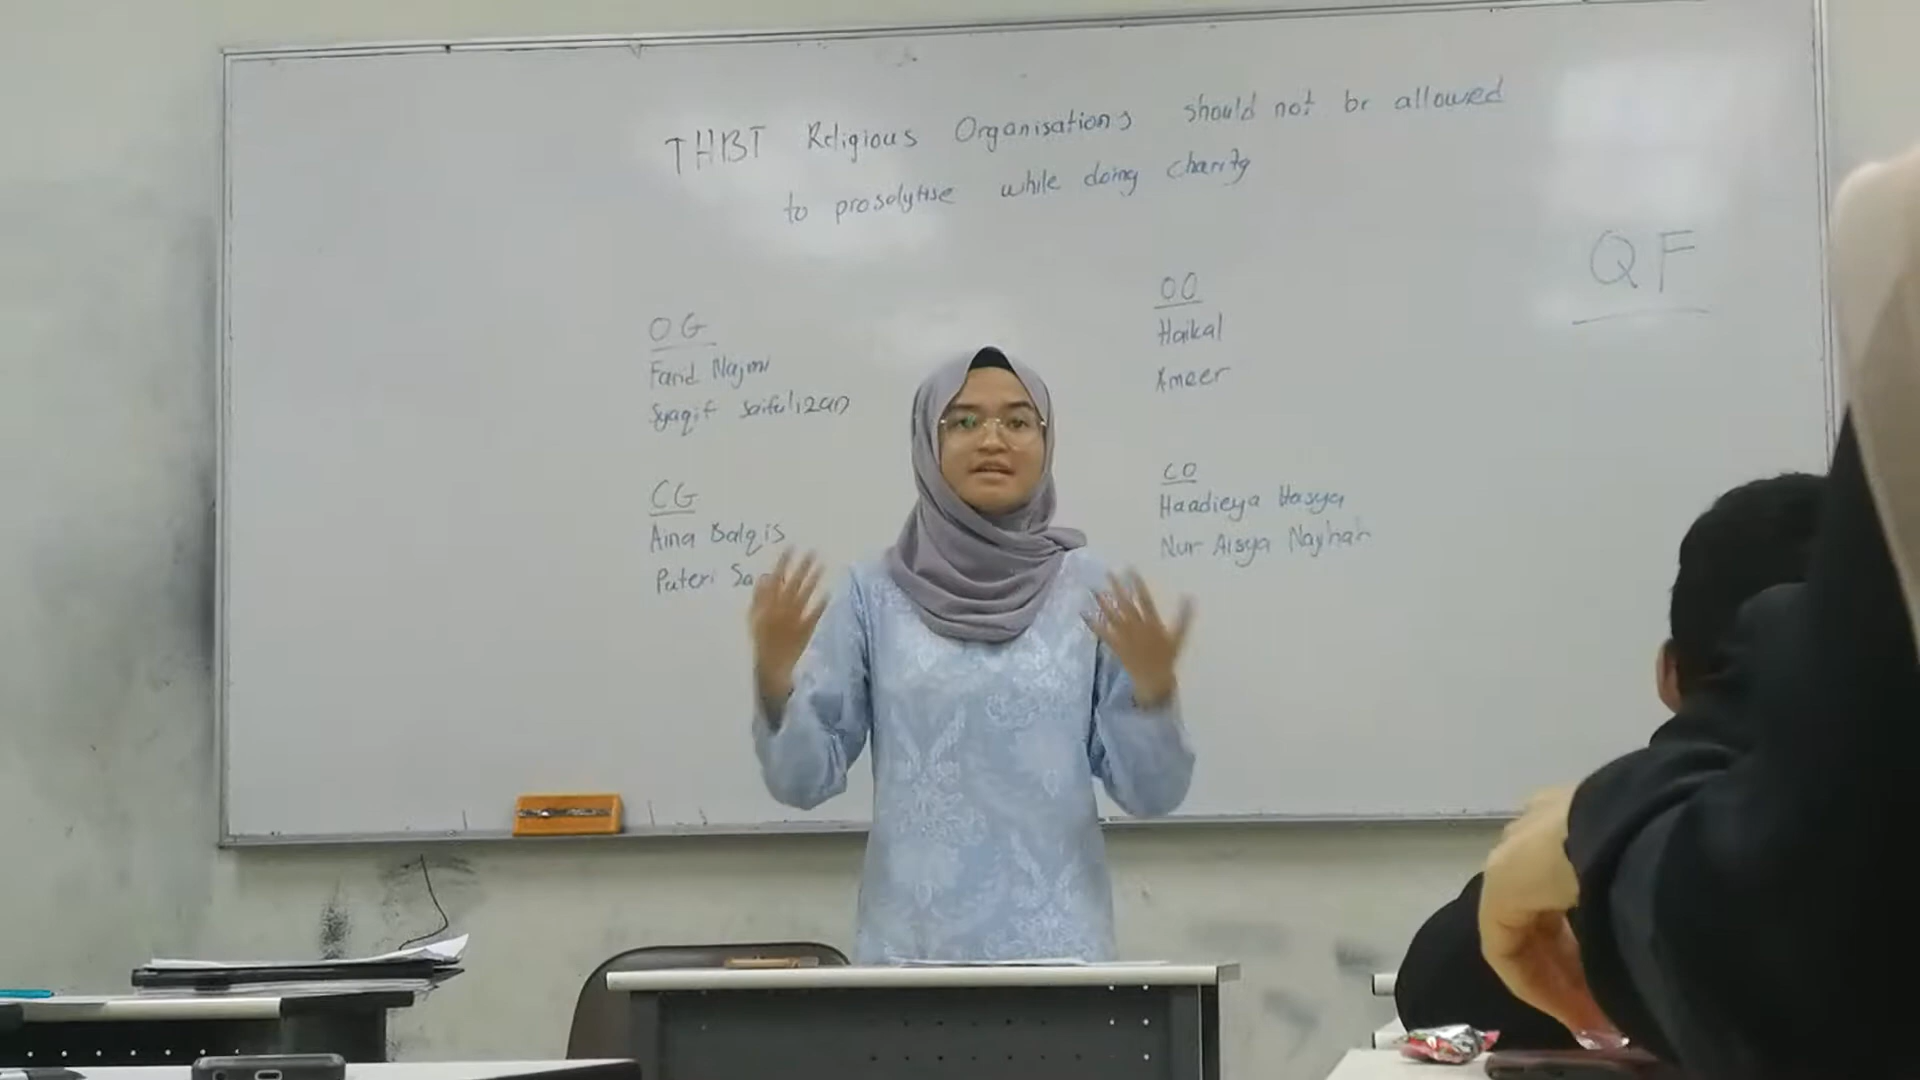 THBT Religious Organisations should not be allowed
to proselytise while doing charity
QF
OG
Farid Najmi
Syaqif Saifulizan
OO
Haikal
Ameer
CG
Aina Balqis
Puteri
CO
Haadieya Hasya
Nur Aisya Nayhah